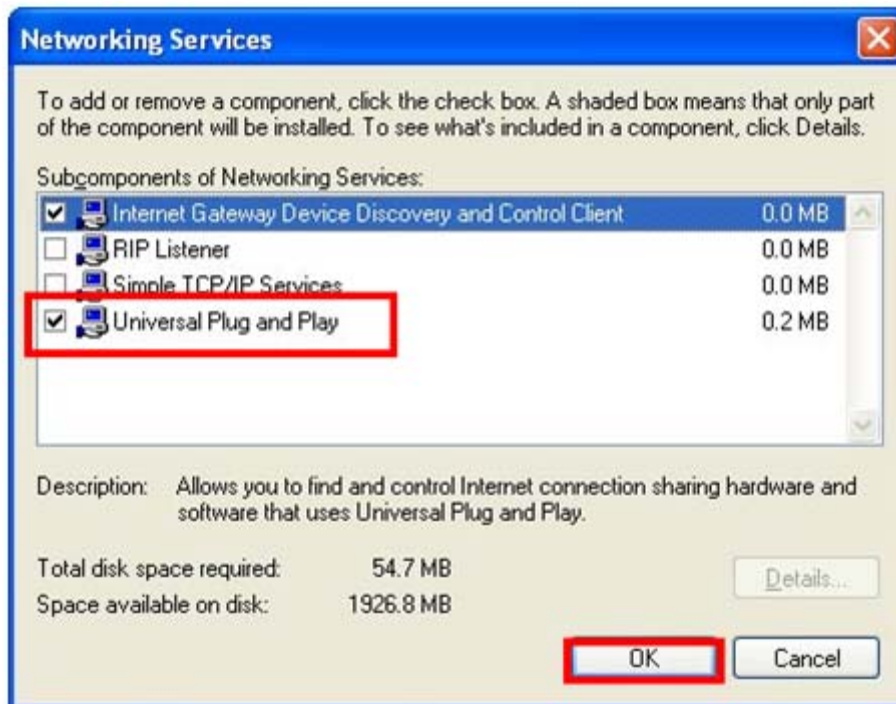 Networking Services
To add or remove a component, click the check box. A shaded box means that only part
of the component will be installed. To see what's included in a component, click Details.
Subcomponents of Networking Services:
Internet Gateway Device Discovery and Control Client 0.0 MB
RIP Listener 0.0 MB
Simple TCP/IP Services 0.0 MB
Universal Plug and Play 0.2 MB
Description: Allows you to find and control Internet connection sharing hardware and
software that uses Universal Plug and Play.
Total disk space required: 54.7 MB
Space available on disk: 1926.8 MB
Details...
OK Cancel